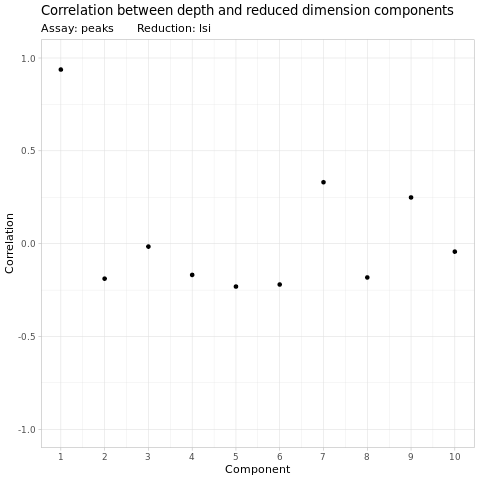 Correlation between depth and reduced dimension components
Assay: peaks Reduction: lsi
1.0
0.5
0.0
-0.5
-1.0
Correlation
1 2 3 4 5 6 7 8 9 10
Component